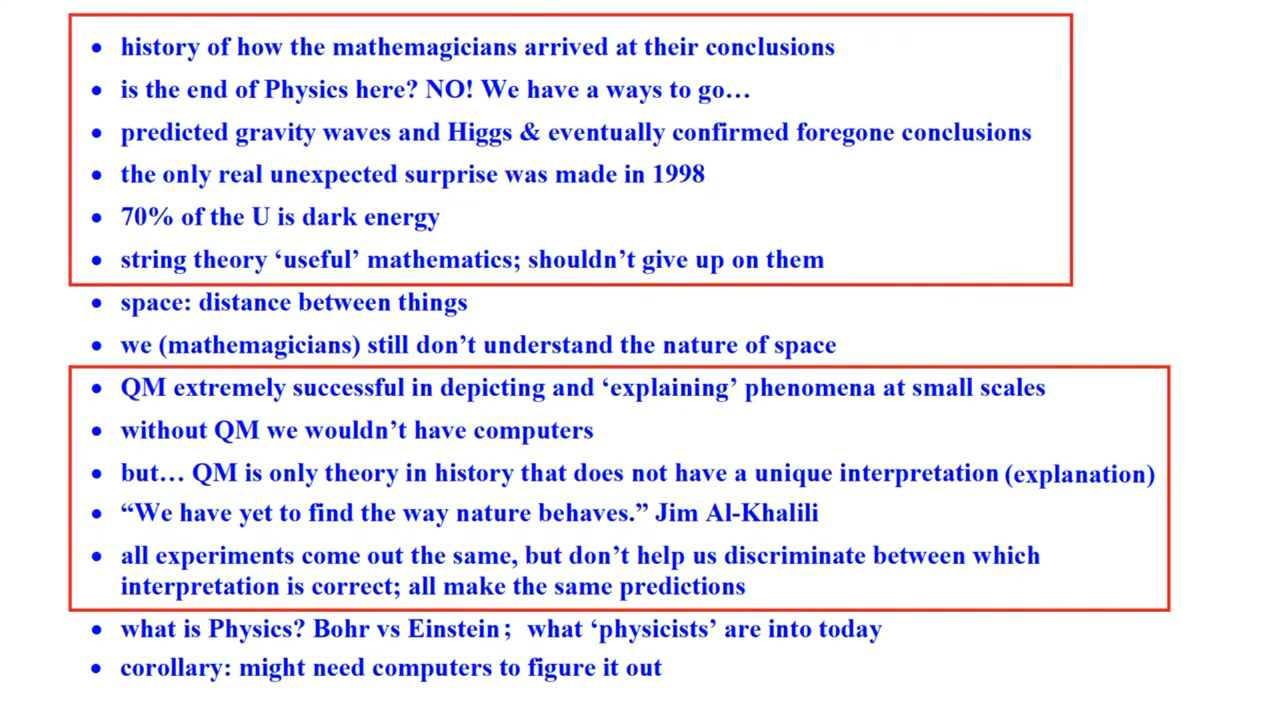 • history of how the mathemagicians arrived at their conclusions
• is the end of Physics here? NO! We have a ways to go…
• predicted gravity waves and Higgs & eventually confirmed foregone conclusions
• the only real unexpected surprise was made in 1998
• 70% of the U is dark energy
• string theory ‘useful’ mathematics; shouldn’t give up on them
• space: distance between things
• we (mathemagicians) still don’t understand the nature of space
• QM extremely successful in depicting and ‘explaining’ phenomena at small scales
• without QM we wouldn’t have computers
• but… QM is only theory in history that does not have a unique interpretation (explanation)
• “We have yet to find the way nature behaves.” Jim Al-Khalili
• all experiments come out the same, but don’t help us discriminate between which
interpretation is correct; all make the same predictions
• what is Physics? Bohr vs Einstein; what ‘physicists’ are into today
• corollary: might need computers to figure it out